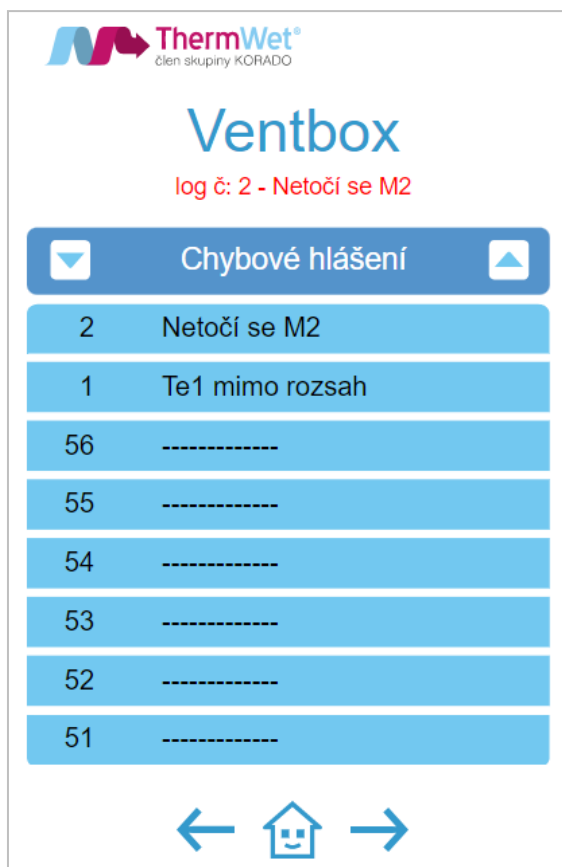 ThermWet®
člen skupiny KORADO
Ventbox
log č: 2 - Netočí se M2
Chybové hlášení
2 Netočí se M2
1 Te1 mimo rozsah
56 -------------
55 -------------
54 -------------
53 -------------
52 -------------
51 -------------